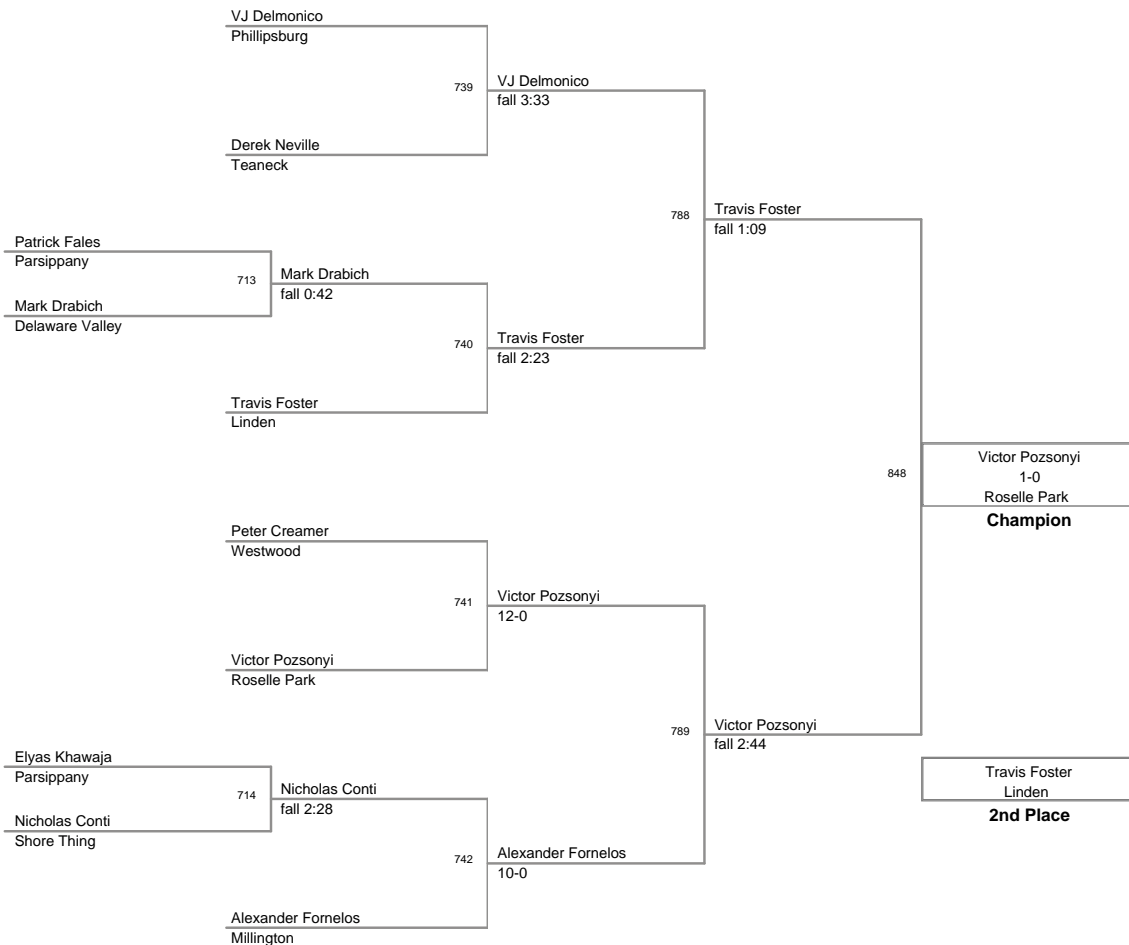 VJ Delmonico
Phillipsburg
739
VJ Delmonico
fall 3:33
Derek Neville
Teaneck
788
Travis Foster
fall 1:09
Patrick Fales
Parsippany
713
Mark Drabich
fall 0:42
Mark Drabich
Delaware Valley
740
Travis Foster
fall 2:23
Travis Foster
Linden
848
Victor Pozsonyi
1-0
Roselle Park
Champion
Peter Creamer
Westwood
741
Victor Pozsonyi
12-0
Victor Pozsonyi
Roselle Park
789
Victor Pozsonyi
fall 2:44
Elyas Khawaja
Parsippany
714
Nicholas Conti
fall 2:28
Nicholas Conti
Shore Thing
Travis Foster
Linden
2nd Place
742
Alexander Fornelos
10-0
Alexander Fornelos
Millington